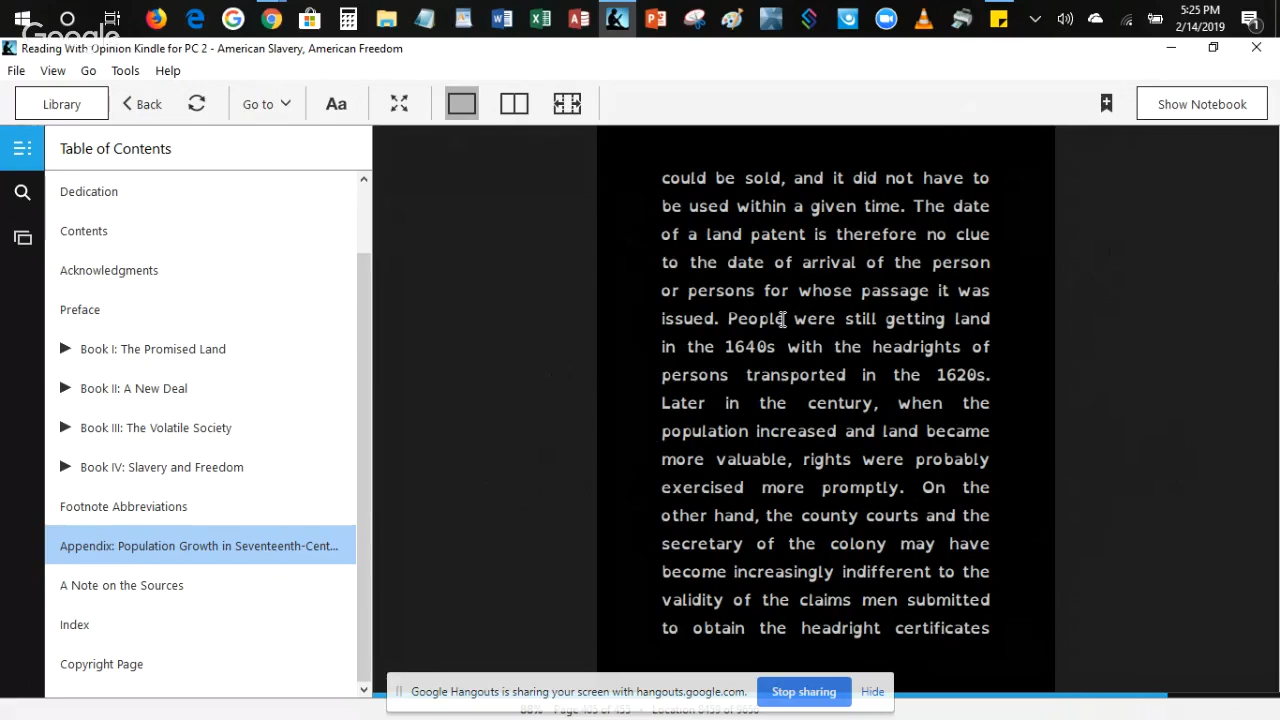 5:25 PM
2/14/2019
Google
Reading With Opinion Kindle for PC 2 - American Slavery, American Freedom
File View Go Tools Help
Library Back Go to Aa Show Notebook
Table of Contents
Dedication
Contents
Acknowledgments
Preface
Book I: The Promised Land
Book II: A New Deal
Book III: The Volatile Society
Book IV: Slavery and Freedom
Footnote Abbreviations
Appendix: Population Growth in Seventeenth-Cent...
A Note on the Sources
Index
Copyright Page
could be sold, and it did not have to
be used within a given time. The date
of a land patent is therefore no clue
to the date of arrival of the person
or persons for whose passage it was
issued. People were still getting land
in the 1640s with the headrights of
persons transported in the 1620s.
Later in the century, when the
population increased and land became
more valuable, rights were probably
exercised more promptly. On the
other hand, the county courts and the
secretary of the colony may have
become increasingly indifferent to the
validity of the claims men submitted
to obtain the headright certificates
Google Hangouts is sharing your screen with hangouts.google.com. Stop sharing Hide